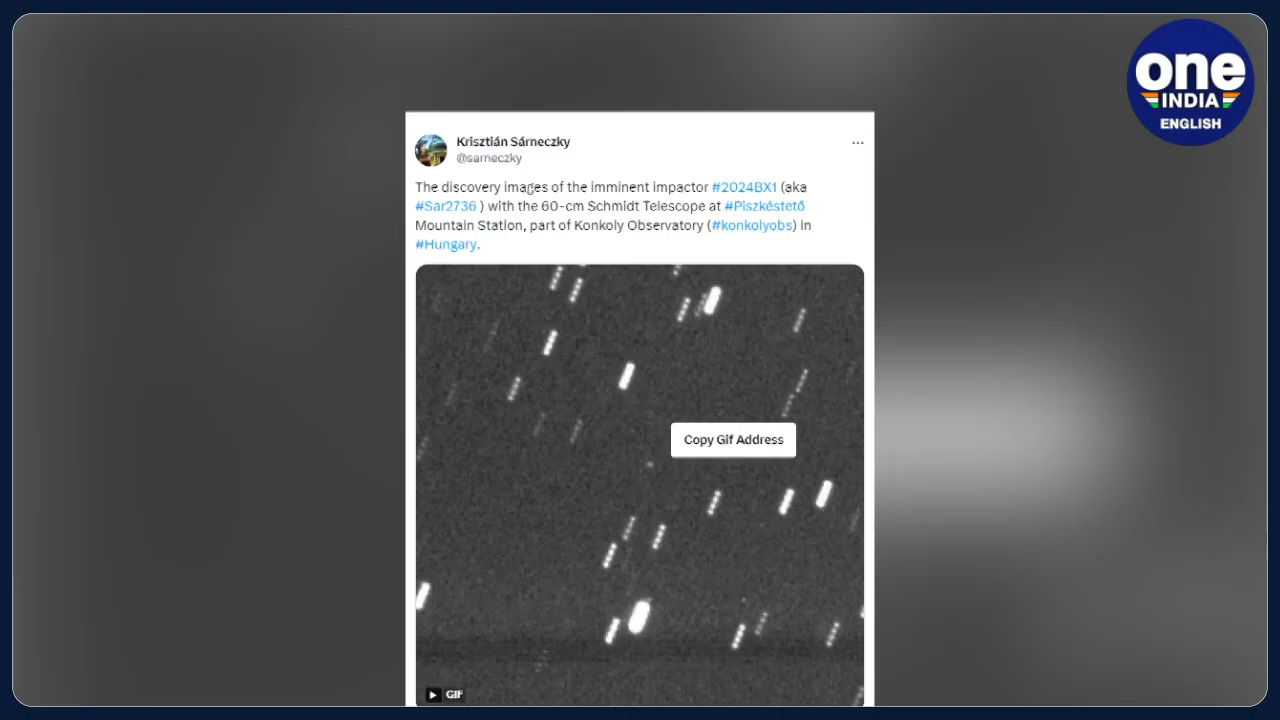 one
INDIA
ENGLISH
Krisztián Sárneczky
@sarneczky
The discovery images of the imminent impactor #2024BX1 (aka
#Sar2736 ) with the 60-cm Schmidt Telescope at #Piszkéstető
Mountain Station, part of Konkoly Observatory (#konkolyobs) in
#Hungary.
Copy Gif Address
GIF